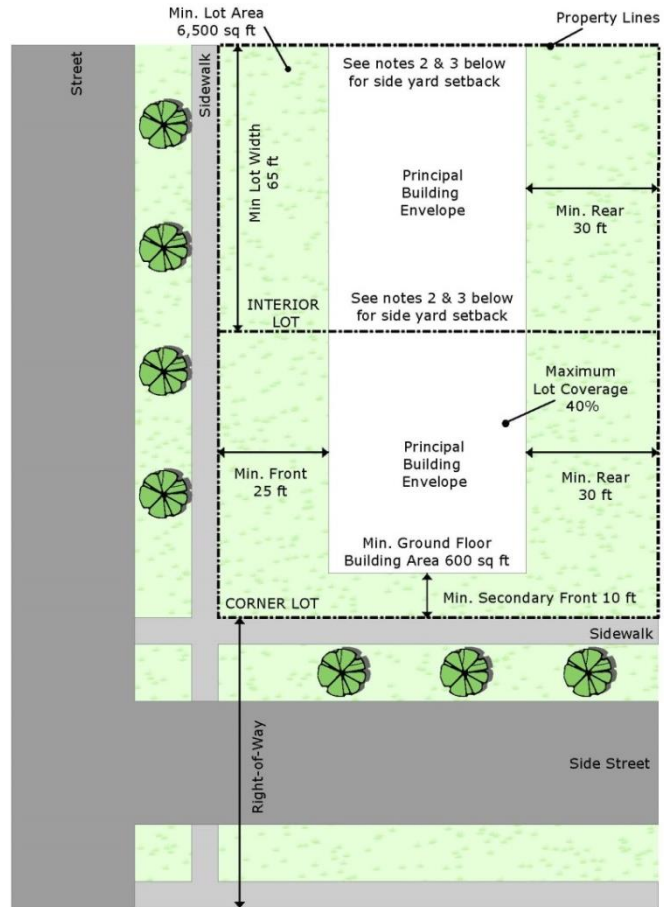 Min. Lot Area
6,500 sq ft
Property Lines
Street
Sidewalk
See notes 2 & 3 below
for side yard setback
Min Lot Width
65 ft
Principal
Building
Envelope
Min. Rear
30 ft
INTERIOR
LOT
See notes 2 & 3 below
for side yard setback
Maximum
Lot Coverage
40%
Min. Front
25 ft
Principal
Building
Envelope
Min. Rear
30 ft
Min. Ground Floor
Building Area 600 sq ft
Min. Secondary Front 10 ft
CORNER LOT
Sidewalk
Right-of-Way
Side Street